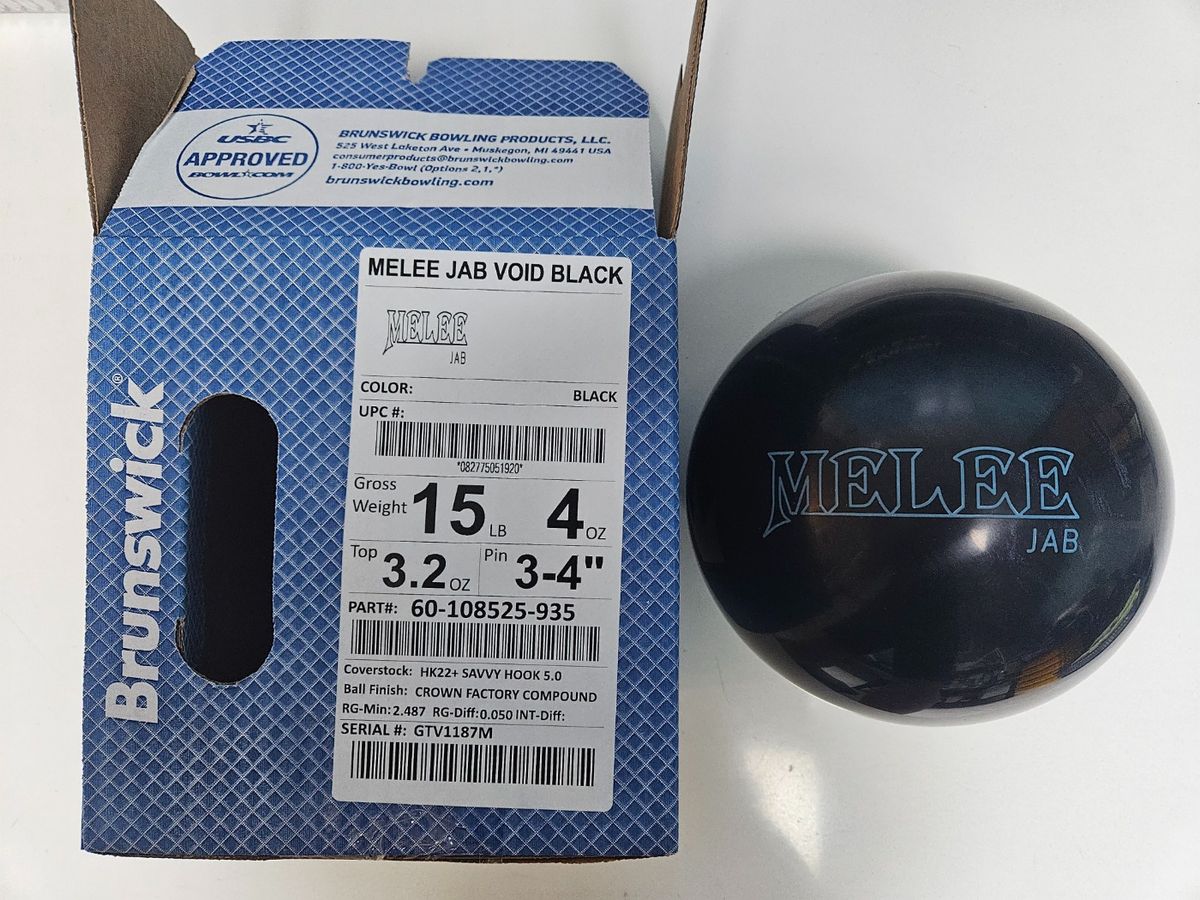 USBC
APPROVED
BOWL★COM
BRUNSWICK BOWLING PRODUCTS, LLC.
525 West Laketon Ave • Muskegon, MI 49441 USA
consumerproducts@brunswickbowling.com
1-800-Yes-Bowl (Options 2,1,*)
brunswickbowling.com
Brunswick®
MELEE JAB VOID BLACK
MELEE
JAB
COLOR: BLACK
UPC #:
*082775051920*
Gross Weight 15 LB 4 OZ
Top 3.2 OZ Pin 3-4"
PART#: 60-108525-935
Coverstock: HK22+ SAVVY HOOK 5.0
Ball Finish: CROWN FACTORY COMPOUND
RG-Min: 2.487 RG-Diff: 0.050 INT-Diff:
SERIAL #: GTV1187M
MELEE
JAB